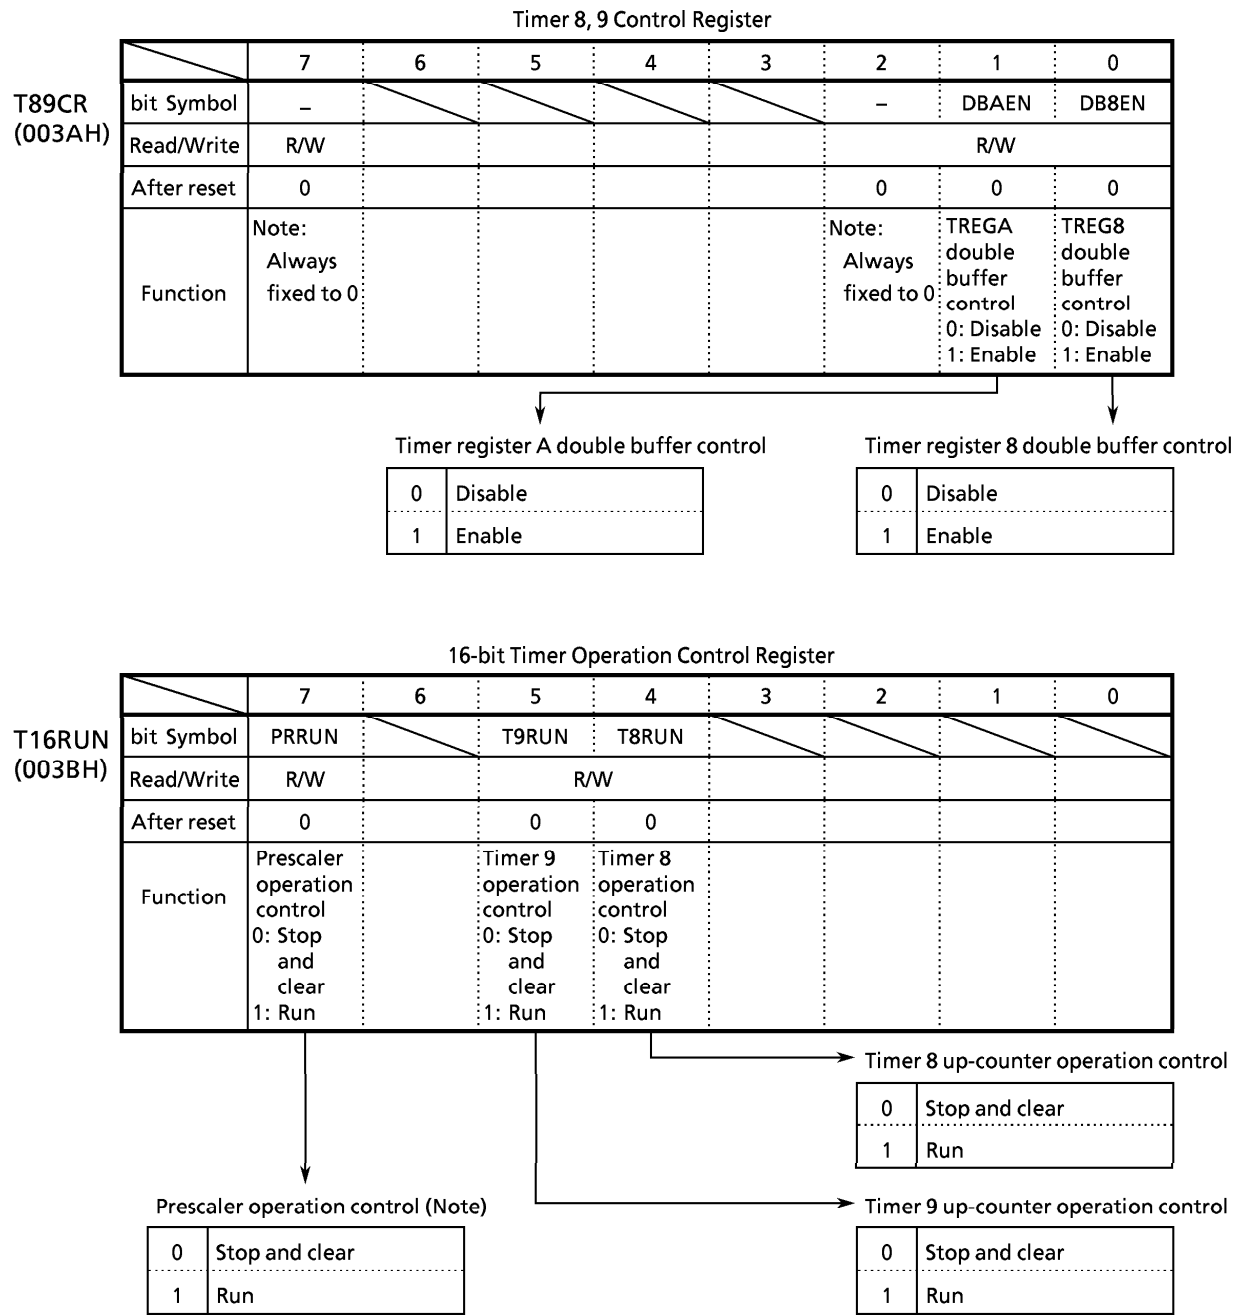 Timer 8, 9 Control Register
7 6 5 4 3 2 1 0
T89CR
(003AH)
bit Symbol – – DBAEN DB8EN
Read/Write R/W R/W
After reset 0 0 0 0
Function
Note:
Always
fixed to 0
Note:
Always
fixed to 0
TREGA
double
buffer
control
0: Disable
1: Enable
TREG8
double
buffer
control
0: Disable
1: Enable
Timer register A double buffer control
0 Disable
1 Enable
Timer register 8 double buffer control
0 Disable
1 Enable
16-bit Timer Operation Control Register
7 6 5 4 3 2 1 0
T16RUN
(003BH)
bit Symbol PRRUN T9RUN T8RUN
Read/Write R/W R/W
After reset 0 0 0
Function
Prescaler
operation
control
0: Stop
and
clear
1: Run
Timer 9
operation
control
0: Stop
and
clear
1: Run
Timer 8
operation
control
0: Stop
and
clear
1: Run
Timer 8 up-counter operation control
0 Stop and clear
1 Run
Prescaler operation control (Note)
0 Stop and clear
1 Run
Timer 9 up-counter operation control
0 Stop and clear
1 Run